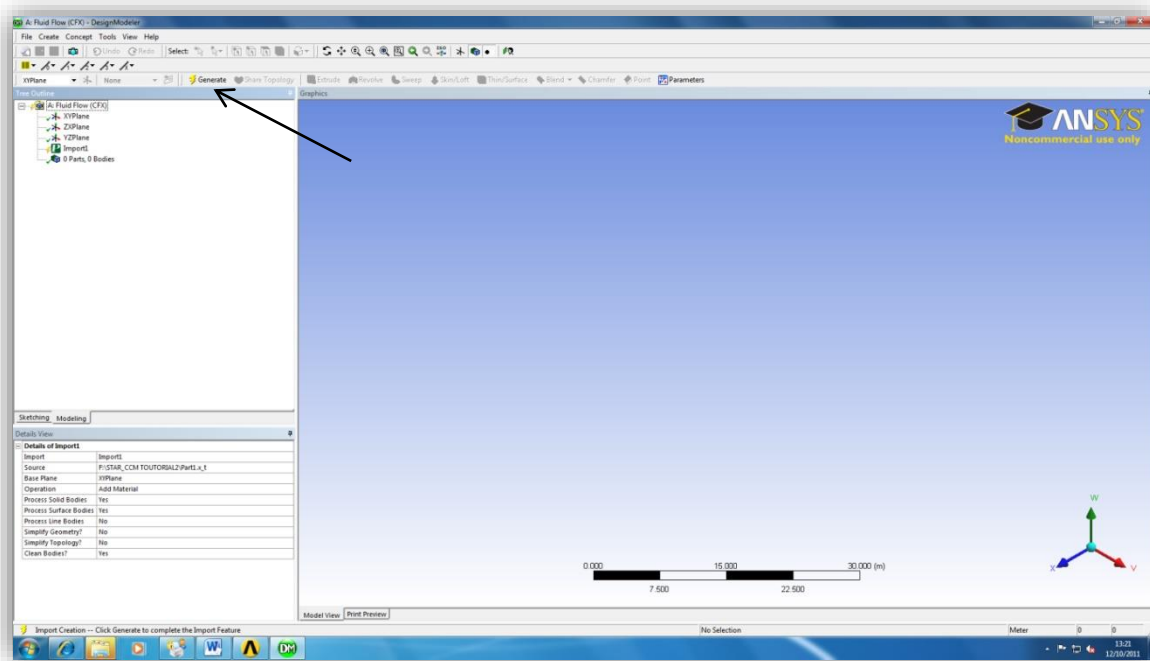 A: Fluid Flow (CFX) - DesignModeler
File Create Concept Tools View Help
Undo Redo Select:
XYPlane None Generate Share Topology Extrude Revolve Sweep Skin/Loft Thin/Surface Blend Chamfer Point Parameters
Tree Outline Graphics
A: Fluid Flow (CFX)
XYPlane
ZXPlane
YZPlane
Import1
0 Parts, 0 Bodies
ANSYS
Noncommercial use only
Sketching Modeling
Details View
Details of Import1
Import Import1
Source P:\STAR_CCM TOUTORIAL2\Part1.x_t
Base Plane XYPlane
Operation Add Material
Process Solid Bodies Yes
Process Surface Bodies Yes
Process Line Bodies No
Simplify Geometry? No
Simplify Topology? No
Clean Bodies? Yes
W
X V
0.000 15.000 30.000 (m)
7.500 22.500
Model View Print Preview
Import Creation -- Click Generate to complete the Import Feature No Selection Meter 0 0
W DM
13:21
12/10/2011